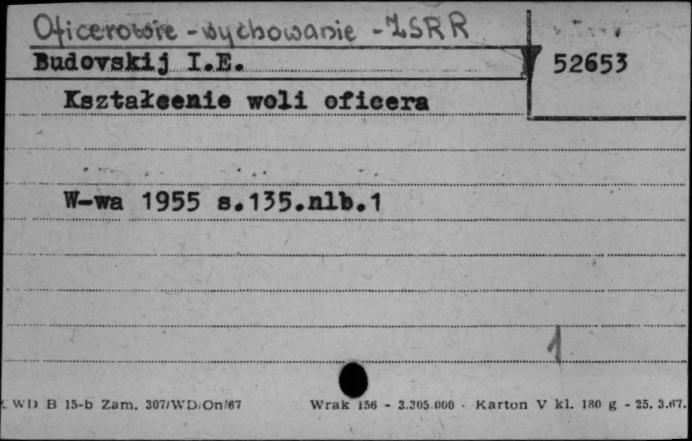 Oficerowie - wychowanie - ZSRR
Budovskij I.E.
52653
Kształcenie woli oficera
W-wa 1955 s.135.nlb.1
1
WD B 15-b Zam. 307/WD/On/67 Wrak 156 - 3.305.000 - Karton V kl. 180 g - 25. 3.67.